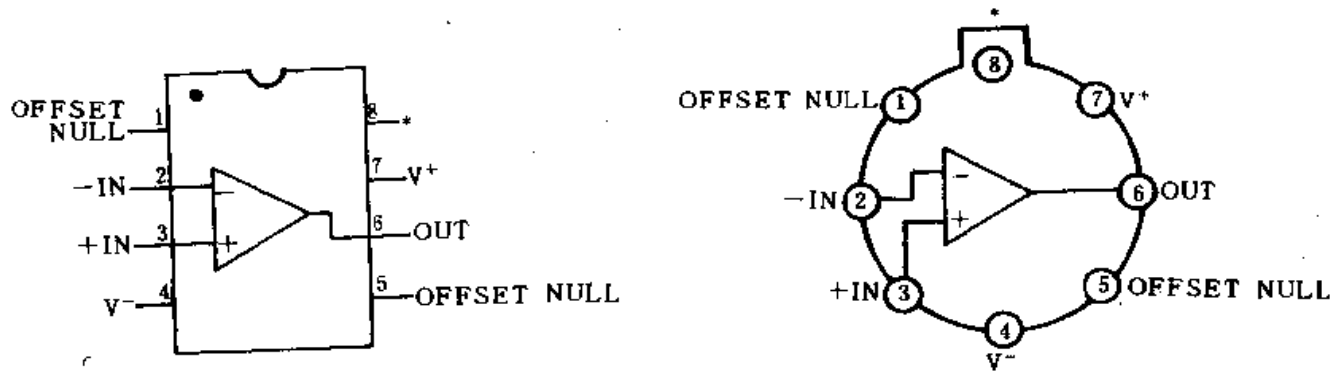 OFFSET
NULL
1
8
*
-IN
2
7
V+
−
+IN
3
+
6
OUT
V−
4
5
OFFSET NULL
*
8
OFFSET NULL
1
7
V+
-IN
2
−
6
OUT
+
+IN
3
5
OFFSET NULL
4
V−